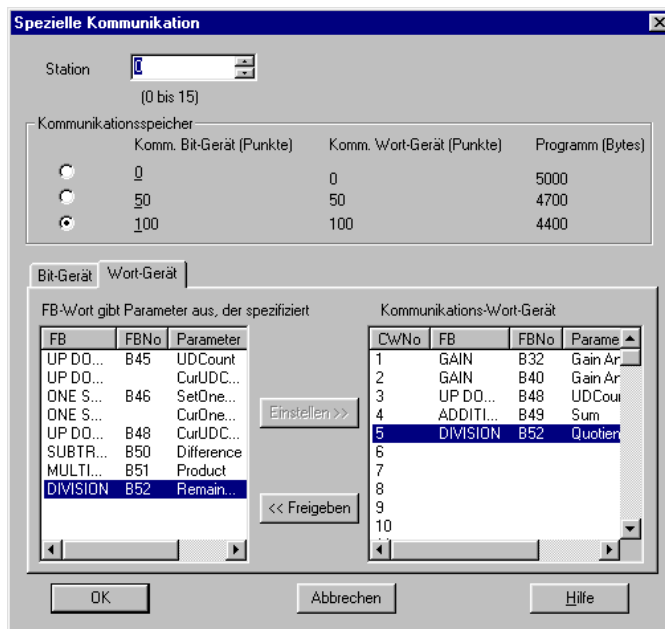 Spezielle Kommunikation
Station 0
(0 bis 15)
Kommunikationsspeicher
Komm. Bit-Gerät (Punkte) Komm. Wort-Gerät (Punkte) Programm (Bytes)
0 0 5000
50 50 4700
100 100 4400
Bit-Gerät Wort-Gerät
FB-Wort gibt Parameter aus, der spezifiziert
FB FBNo Parameter
UP DO... B45 UDCount
UP DO... CurUDC...
ONE S... B46 SetOne...
ONE S... CurOne...
UP DO... B48 CurUDC...
SUBTR... B50 Difference
MULTI... B51 Product
DIVISION B52 Remain...
Einstellen >>
<< Freigeben
Kommunikations-Wort-Gerät
CWNo FB FBNo Parame
1 GAIN B32 Gain Ar
2 GAIN B40 Gain Ar
3 UP DO... B48 UDCour
4 ADDITI... B49 Sum
5 DIVISION B52 Quotien
6
7
8
9
10
OK Abbrechen Hilfe